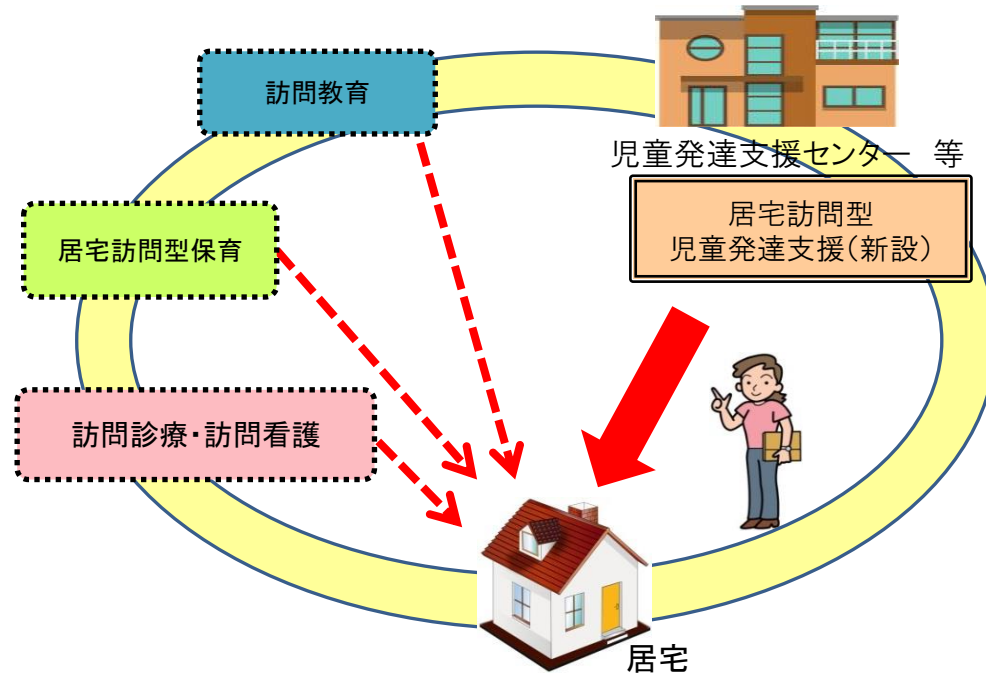 訪問教育
児童発達支援センター　等
居宅訪問型
児童発達支援（新設）
居宅訪問型保育
訪問診療・訪問看護
居宅